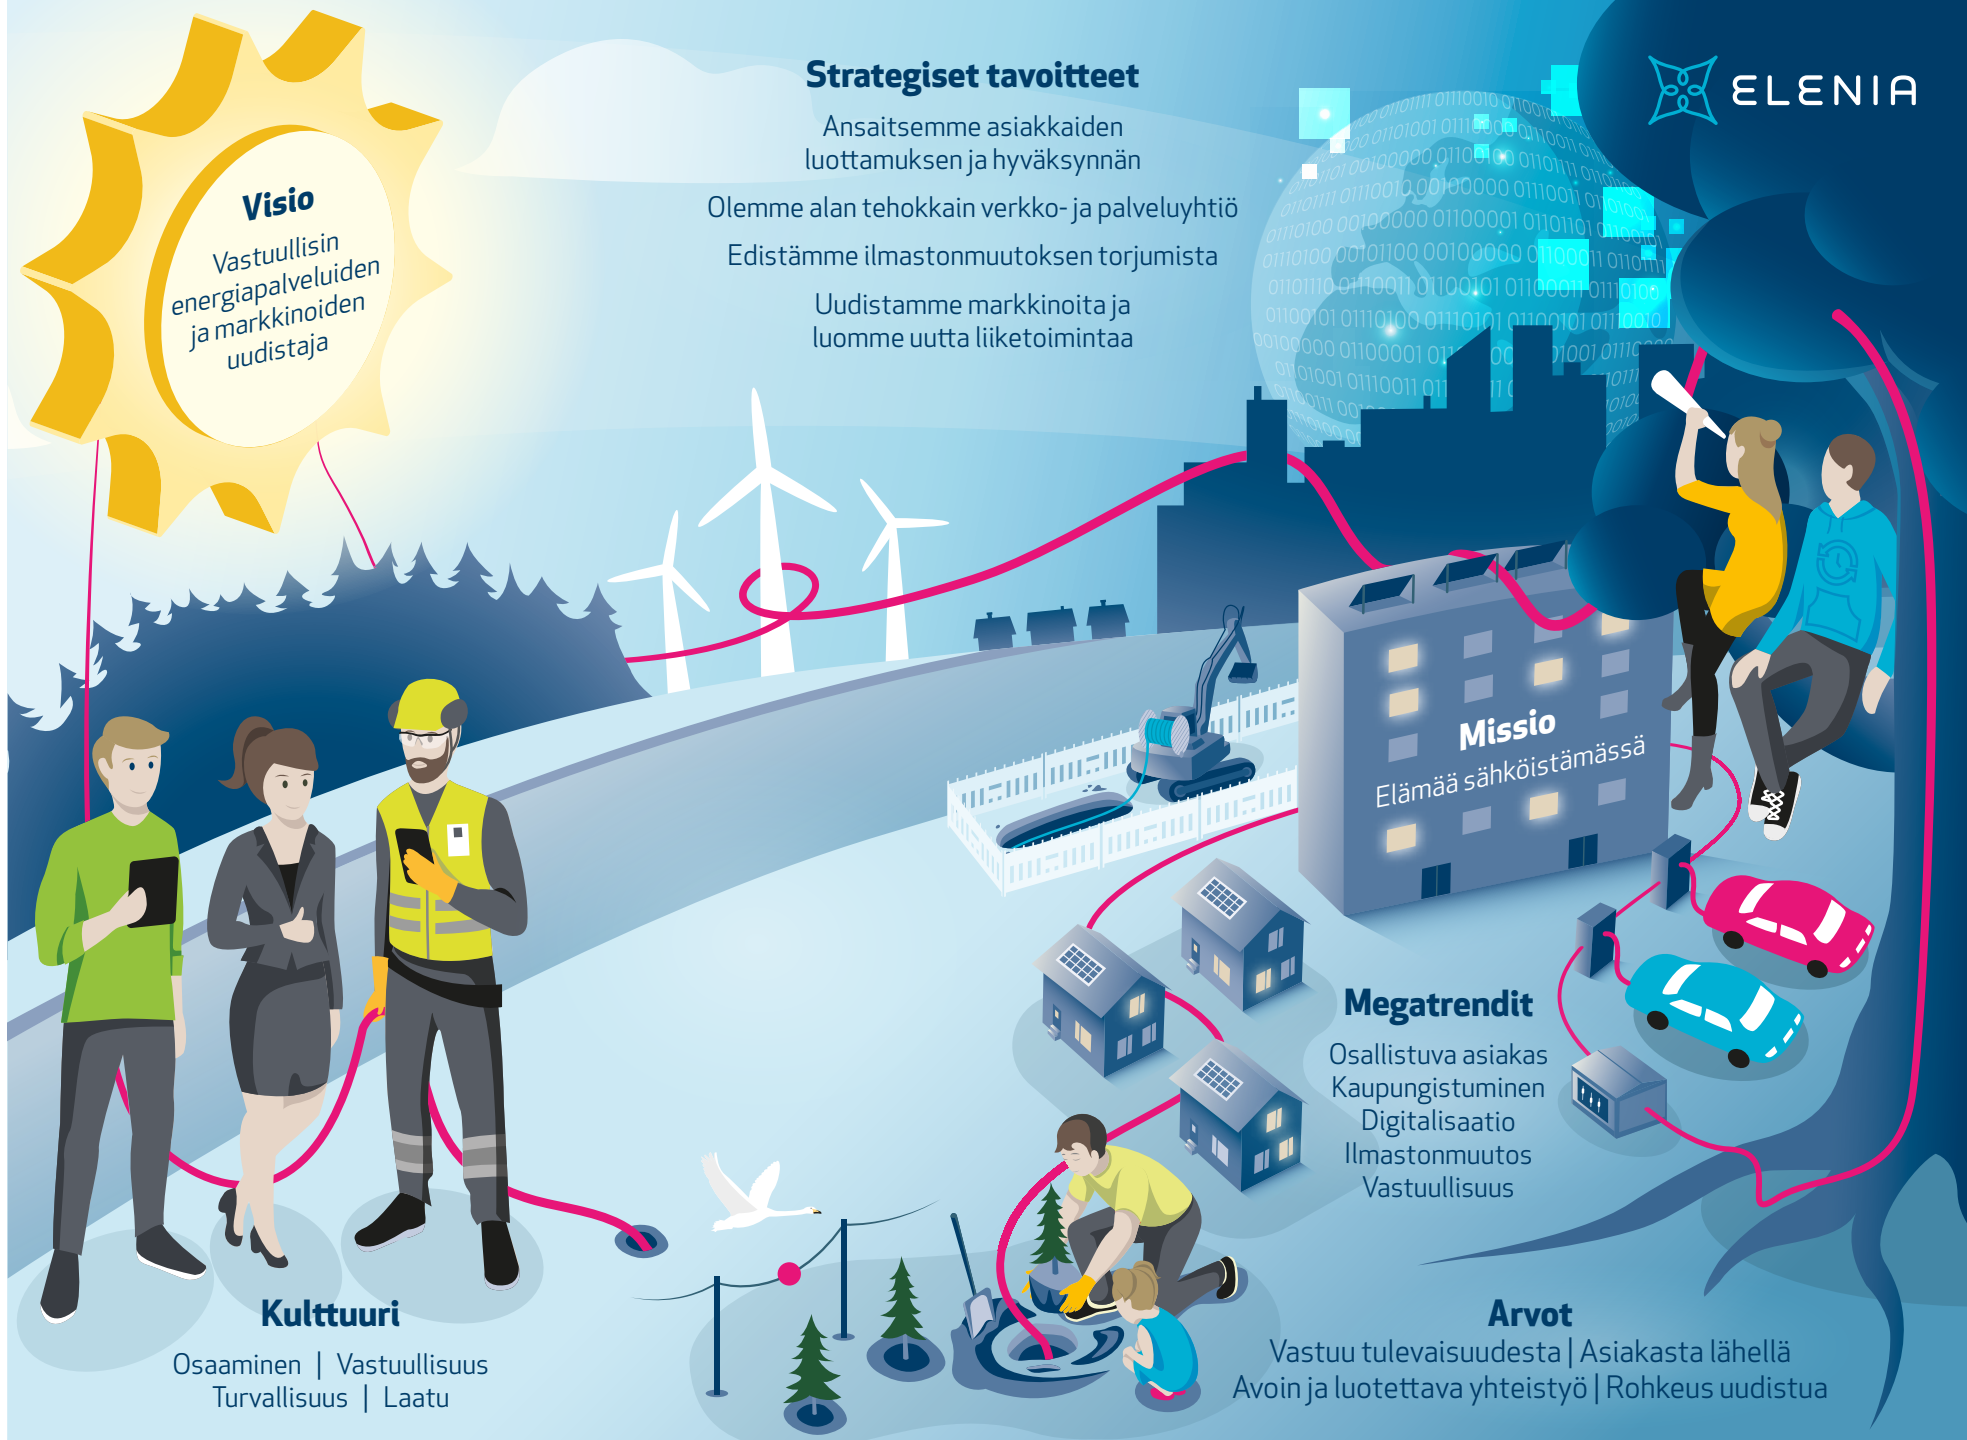 ELENIA
Strategiset tavoitteet
Ansaitsemme asiakkaiden
luottamuksen ja hyväksynnän
Olemme alan tehokkain verkko- ja palveluyhtiö
Edistämme ilmastonmuutoksen torjumista
Uudistamme markkinoita ja
luomme uutta liiketoimintaa
Visio
Vastuullisin
energiapalveluiden
ja markkinoiden
uudistaja
Missio
Elämää sähköistämässä
Megatrendit
Osallistuva asiakas
Kaupungistuminen
Digitalisaatio
Ilmastonmuutos
Vastuullisuus
Kulttuuri
Osaaminen | Vastuullisuus
Turvallisuus | Laatu
Arvot
Vastuu tulevaisuudesta | Asiakasta lähellä
Avoin ja luotettava yhteistyö | Rohkeus uudistua